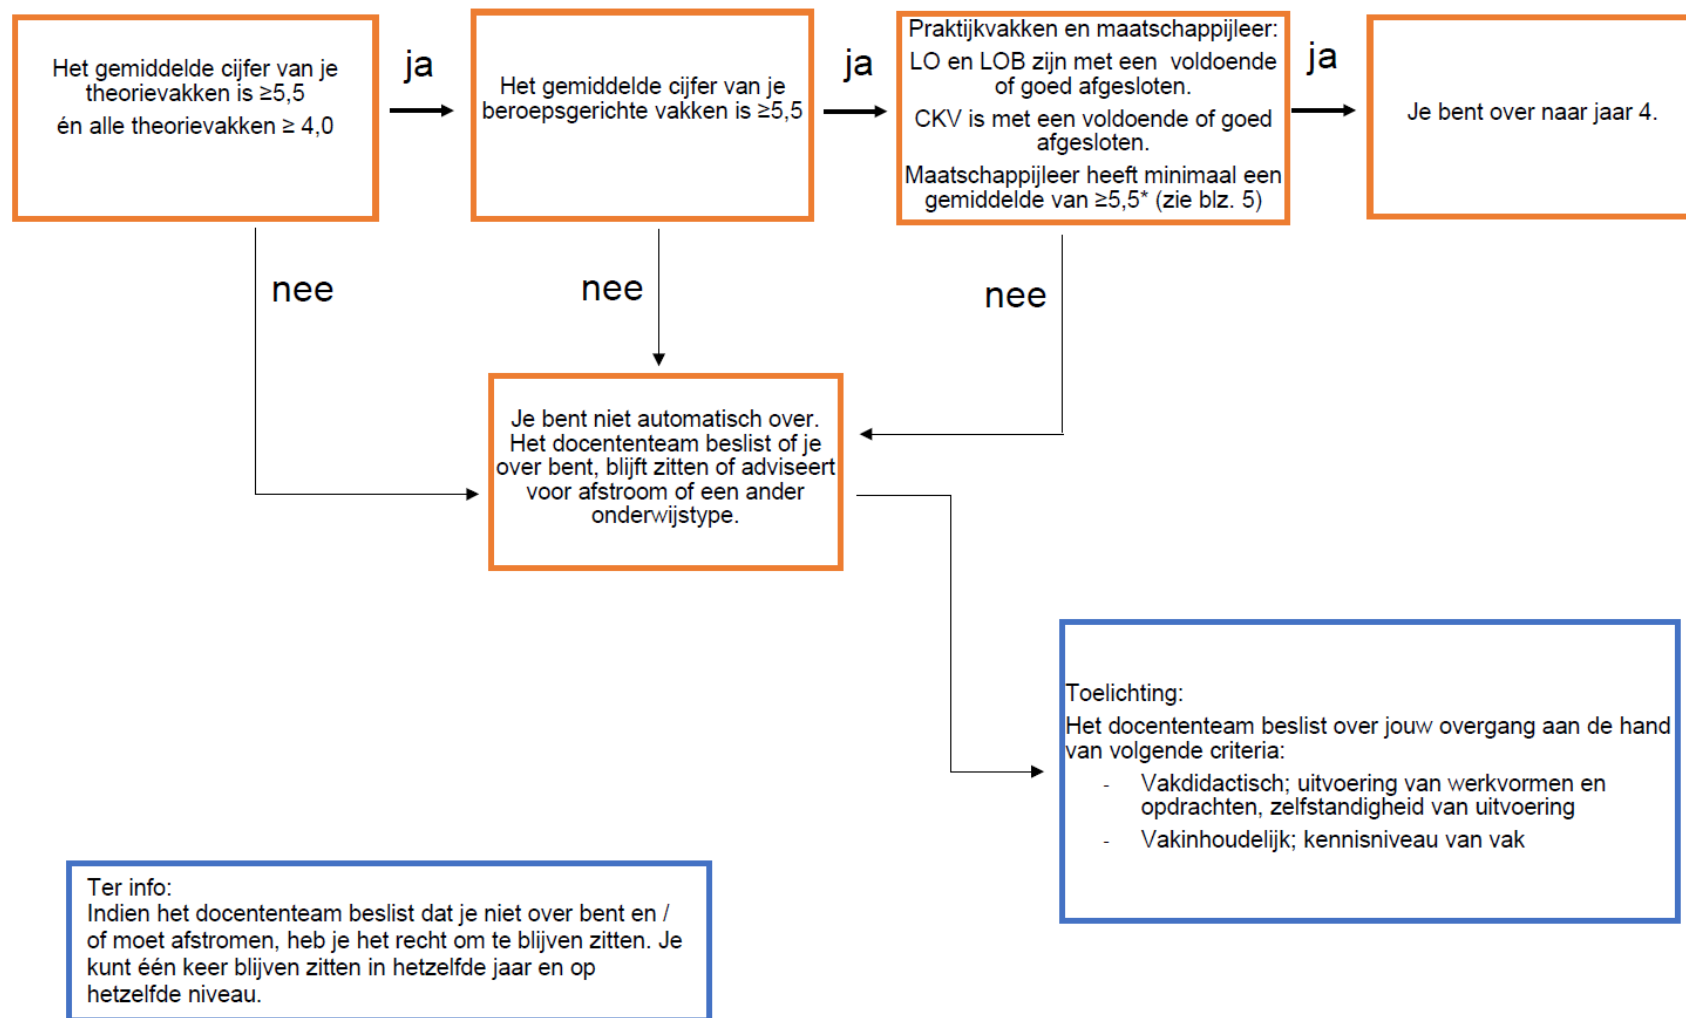 Het gemiddelde cijfer van je
theorievakken is ≥5,5
én alle theorievakken ≥ 4,0
ja
Het gemiddelde cijfer van je
beroepsgerichte vakken is ≥5,5
ja
Praktijkvakken en maatschappijleer:
LO en LOB zijn met een voldoende
of goed afgesloten.
CKV is met een voldoende of goed
afgesloten.
Maatschappijleer heeft minimaal een
gemiddelde van ≥5,5* (zie blz. 5)
ja
Je bent over naar jaar 4.
nee
nee
nee
Je bent niet automatisch over.
Het docententeam beslist of je
over bent, blijft zitten of adviseert
voor afstroom of een ander
onderwijstype.
Toelichting:
Het docententeam beslist over jouw overgang aan de hand
van volgende criteria:
- Vakdidactisch; uitvoering van werkvormen en
opdrachten, zelfstandigheid van uitvoering
- Vakinhoudelijk; kennisniveau van vak
Ter info:
Indien het docententeam beslist dat je niet over bent en /
of moet afstromen, heb je het recht om te blijven zitten. Je
kunt één keer blijven zitten in hetzelfde jaar en op
hetzelfde niveau.